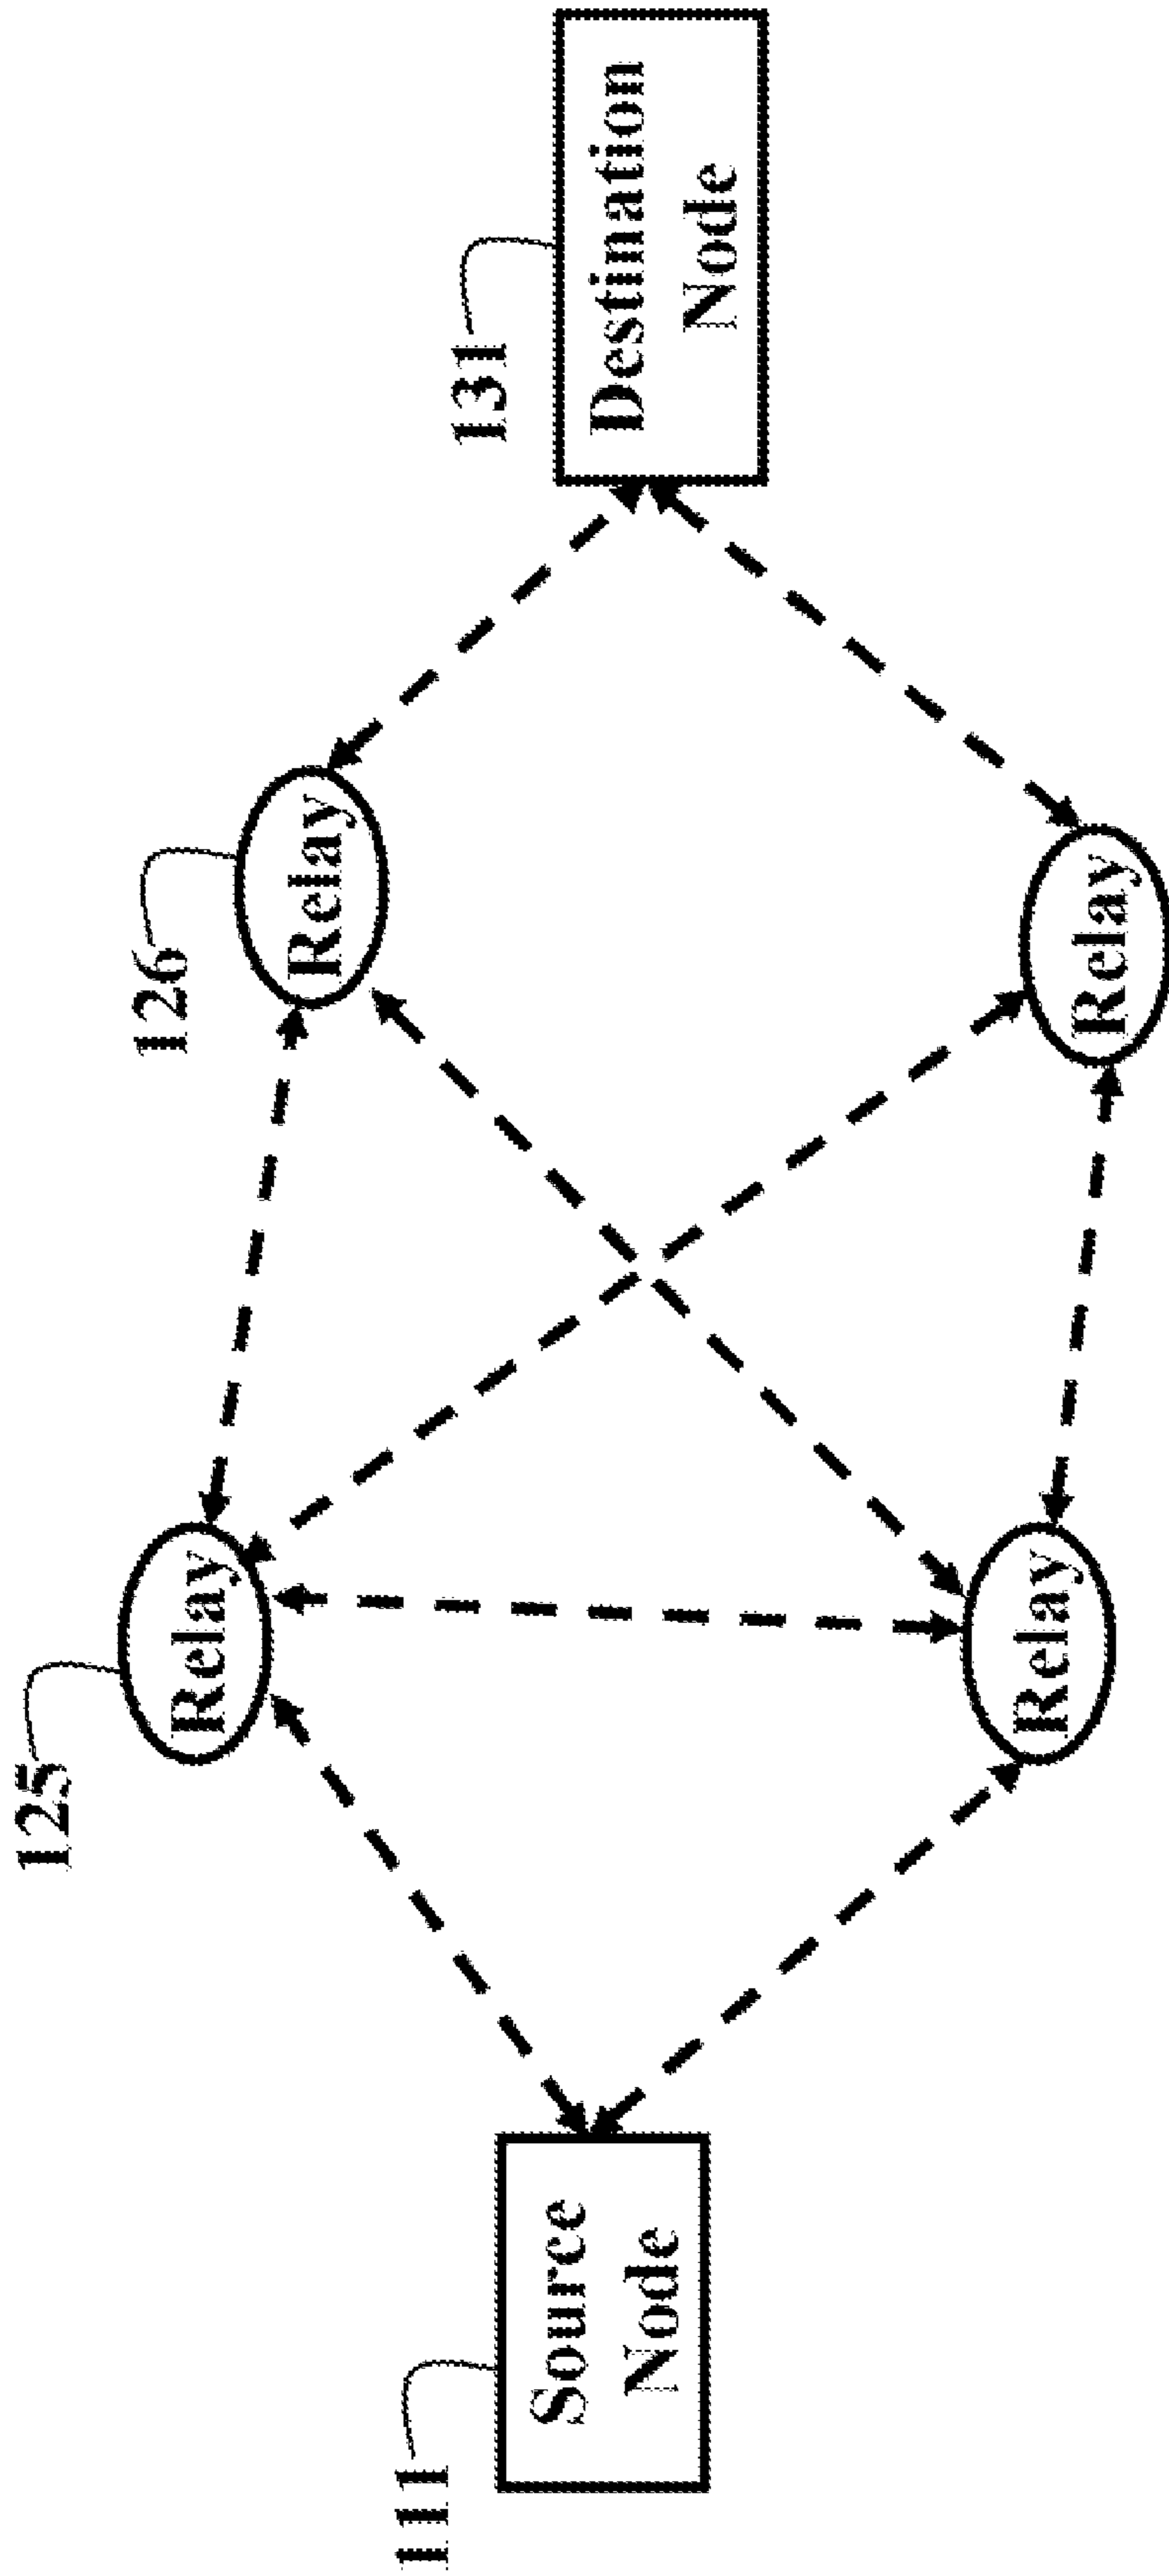 125
126
Relay
Relay
131
111
Source
Node
Destination
Node
Relay
Relay